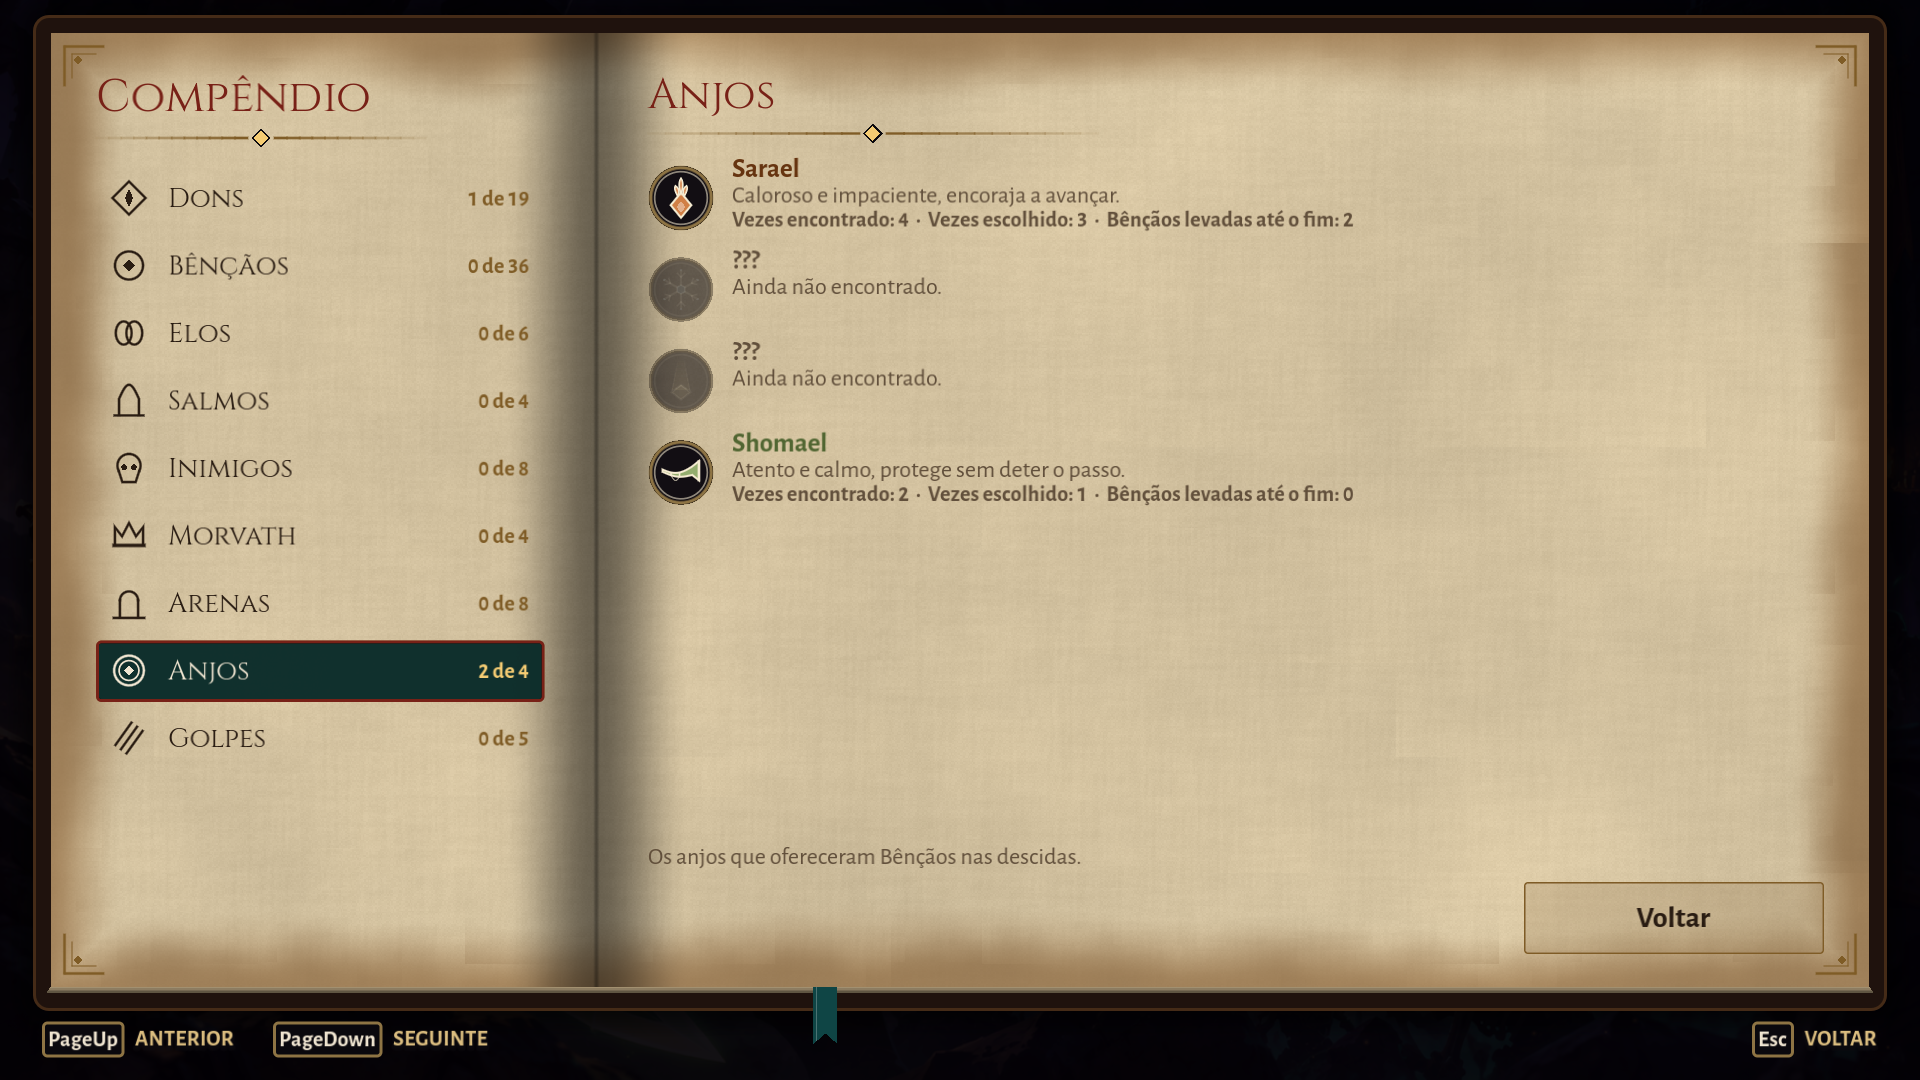 COMPÊNDIO
DONS 1 de 19
BÊNÇÃOS 0 de 36
ELOS 0 de 6
SALMOS 0 de 4
INIMIGOS 0 de 8
MORVATH 0 de 4
ARENAS 0 de 8
ANJOS 2 de 4
GOLPES 0 de 5
ANJOS
Sarael
Caloroso e impaciente, encoraja a avançar.
Vezes encontrado: 4 · Vezes escolhido: 3 · Bênçãos levadas até o fim: 2
???
Ainda não encontrado.
???
Ainda não encontrado.
Shomael
Atento e calmo, protege sem deter o passo.
Vezes encontrado: 2 · Vezes escolhido: 1 · Bênçãos levadas até o fim: 0
Os anjos que ofereceram Bênçãos nas descidas.
Voltar
PageUp ANTERIOR PageDown SEGUINTE Esc VOLTAR